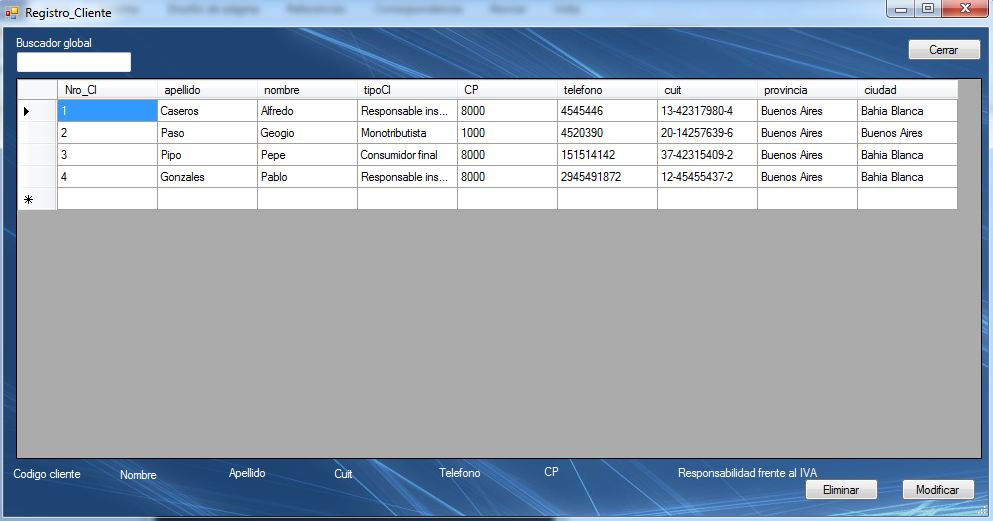 Registro_Cliente
Buscador global
Cerrar
Nro_Cl apellido nombre tipoCl CP telefono cuit provincia ciudad
1 Caseros Alfredo Responsable ins... 8000 4545446 13-42317980-4 Buenos Aires Bahia Blanca
2 Paso Geogio Monotributista 1000 4520390 20-14257639-6 Buenos Aires Buenos Aires
3 Pipo Pepe Consumidor final 8000 151514142 37-42315409-2 Buenos Aires Bahia Blanca
4 Gonzales Pablo Responsable ins... 8000 2945491872 12-45455437-2 Buenos Aires Bahia Blanca
Codigo cliente Nombre Apellido Cuit Telefono CP Responsabilidad frente al IVA
Eliminar Modificar